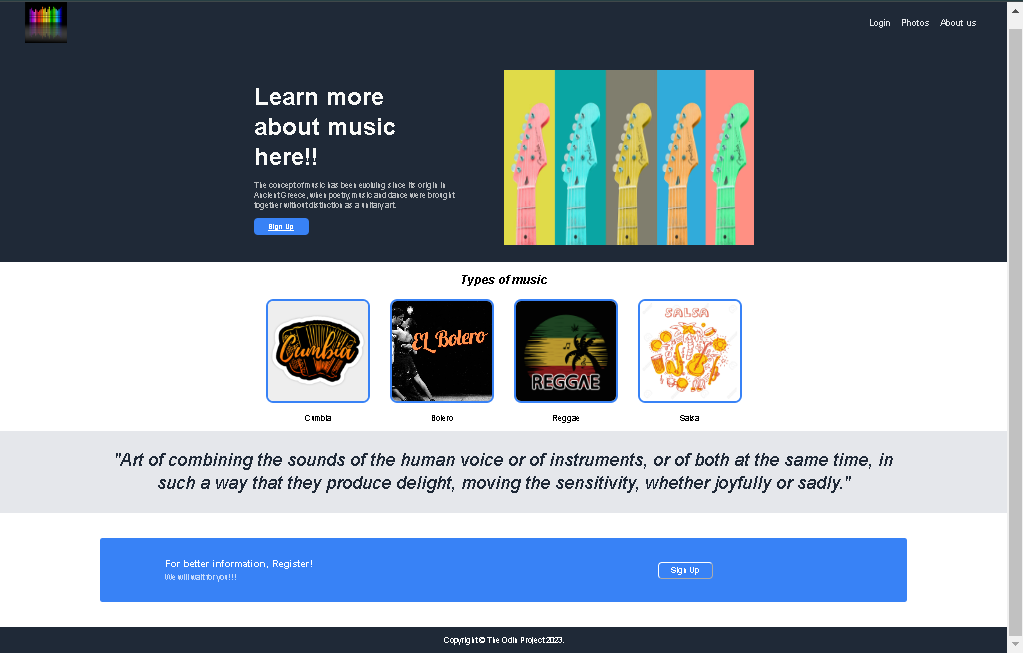 Login Photos About us
Learn more
about music
here!!
The concept of music has been evolving since its origin in
Ancient Greece, when poetry, music and dance were brought
together without distinction as a unitary art.
Sign Up
Types of music
Cumbia
EL Bolero
REGGAE
SALSA
Cumbia Bolero Reggae Salsa
"Art of combining the sounds of the human voice or of instruments, or of both at the same time, in
such a way that they produce delight, moving the sensitivity, whether joyfully or sadly."
For better information, Register!
We will wait for you!!!
Sign Up
Copyright © The Odin Project 2023.